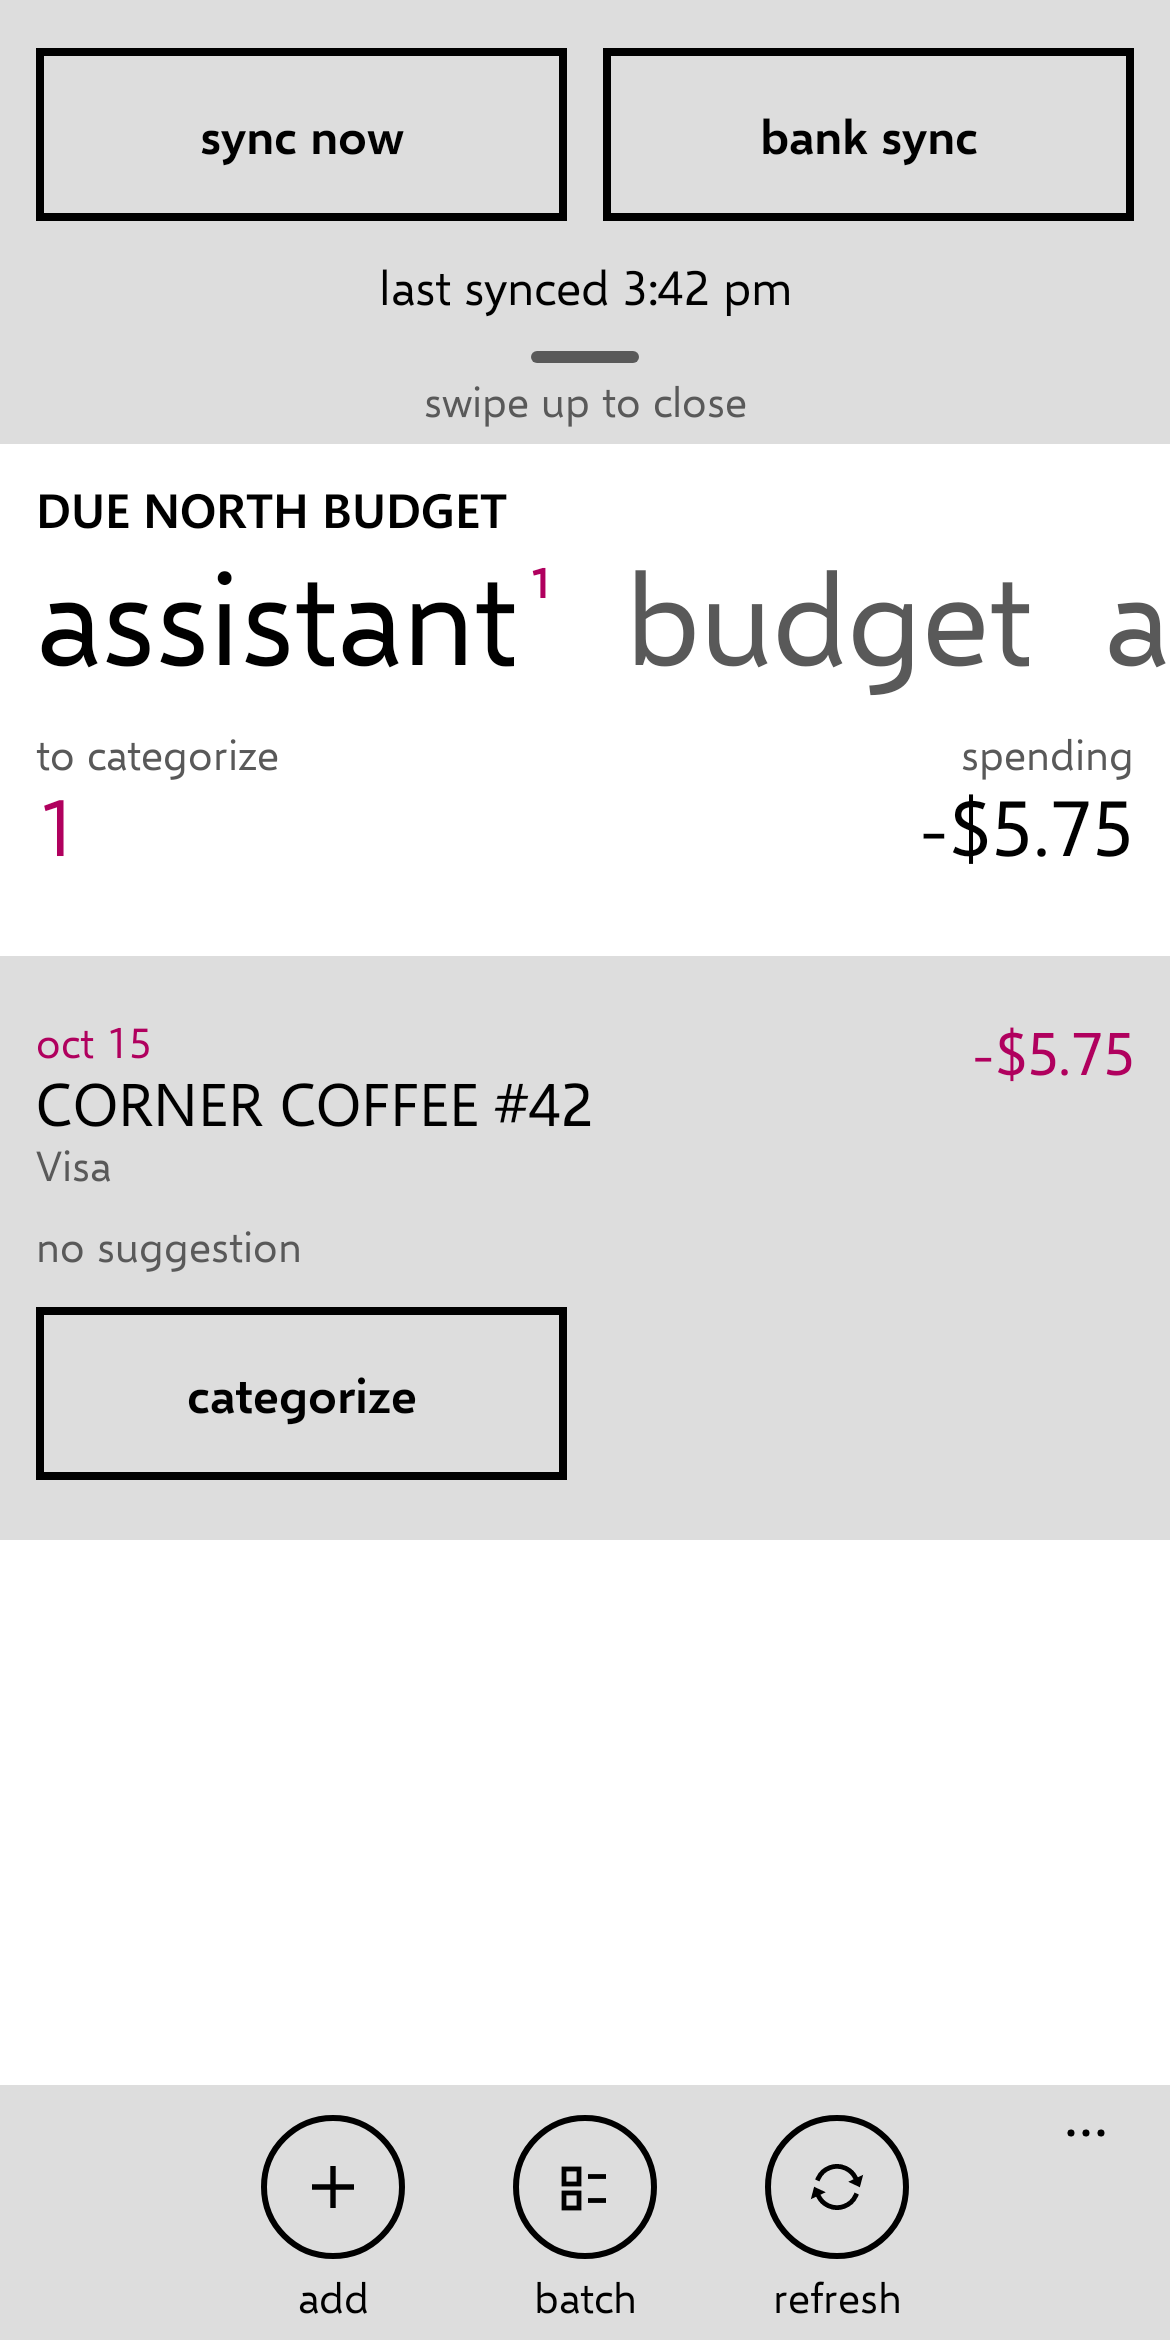 sync now
bank sync
last synced 3:42 pm
swipe up to close
DUE NORTH BUDGET
assistant 1 budget a
to categorize
spending
1
-$5.75
oct 15
-$5.75
CORNER COFFEE #42
Visa
no suggestion
categorize
...
add
batch
refresh